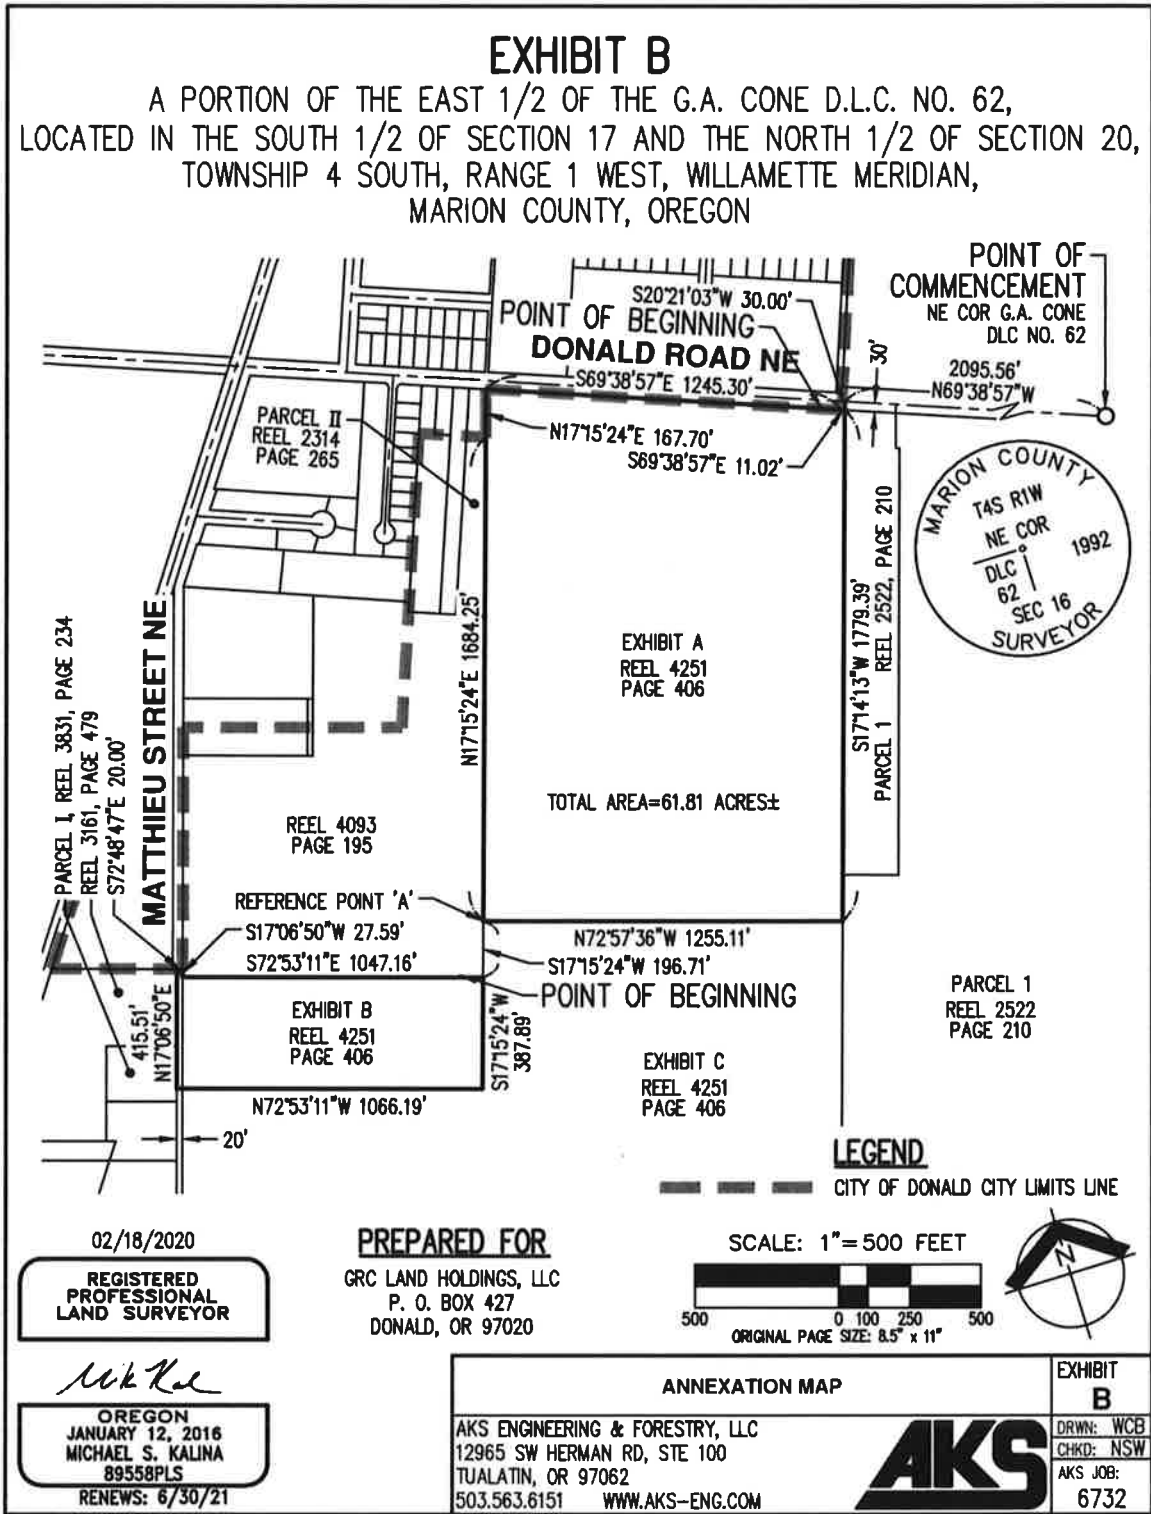 EXHIBIT B
A PORTION OF THE EAST 1/2 OF THE G.A. CONE D.L.C. NO. 62,
LOCATED IN THE SOUTH 1/2 OF SECTION 17 AND THE NORTH 1/2 OF SECTION 20,
TOWNSHIP 4 SOUTH, RANGE 1 WEST, WILLAMETTE MERIDIAN,
MARION COUNTY, OREGON
POINT OF
COMMENCEMENT
NE COR G.A. CONE
DLC NO. 62
S20°21'03"W 30.00'
POINT OF BEGINNING
DONALD ROAD NE
S69°38'57"E 1245.30'
30'
2095.56'
N69°38'57"W
PARCEL II
REEL 2314
PAGE 265
N17°15'24"E 167.70'
S69°38'57"E 11.02'
MARION COUNTY
T4S R1W
NE COR
DLC
62
SEC 16
1992
SURVEYOR
PARCEL 1 REEL 2522, PAGE 210
S17°14'13"W 1779.39'
N17°15'24"E 1684.25'
EXHIBIT A
REEL 4251
PAGE 406
TOTAL AREA=61.81 ACRES±
MATTHIEU STREET NE
PARCEL I, REEL 3831, PAGE 234
REEL 3161, PAGE 479
S72°48'47"E 20.00'
REEL 4093
PAGE 195
REFERENCE POINT 'A'
S17°06'50"W 27.59'
S72°53'11"E 1047.16'
N72°57'36"W 1255.11'
S17°15'24"W 196.71'
POINT OF BEGINNING
415.51'
N17°06'50"E
EXHIBIT B
REEL 4251
PAGE 406
S17°15'24"W
387.89'
N72°53'11"W 1066.19'
20'
EXHIBIT C
REEL 4251
PAGE 406
PARCEL 1
REEL 2522
PAGE 210
LEGEND
CITY OF DONALD CITY LIMITS LINE
02/18/2020
REGISTERED
PROFESSIONAL
LAND SURVEYOR
OREGON
JANUARY 12, 2016
MICHAEL S. KALINA
89558PLS
RENEWS: 6/30/21
PREPARED FOR
GRC LAND HOLDINGS, LLC
P. O. BOX 427
DONALD, OR 97020
SCALE: 1"=500 FEET
500 0 100 250 500
ORIGINAL PAGE SIZE: 8.5" x 11"
N
ANNEXATION MAP
AKS ENGINEERING & FORESTRY, LLC
12965 SW HERMAN RD, STE 100
TUALATIN, OR 97062
503.563.6151 WWW.AKS-ENG.COM
AKS
EXHIBIT
B
DRWN: WCB
CHKD: NSW
AKS JOB:
6732